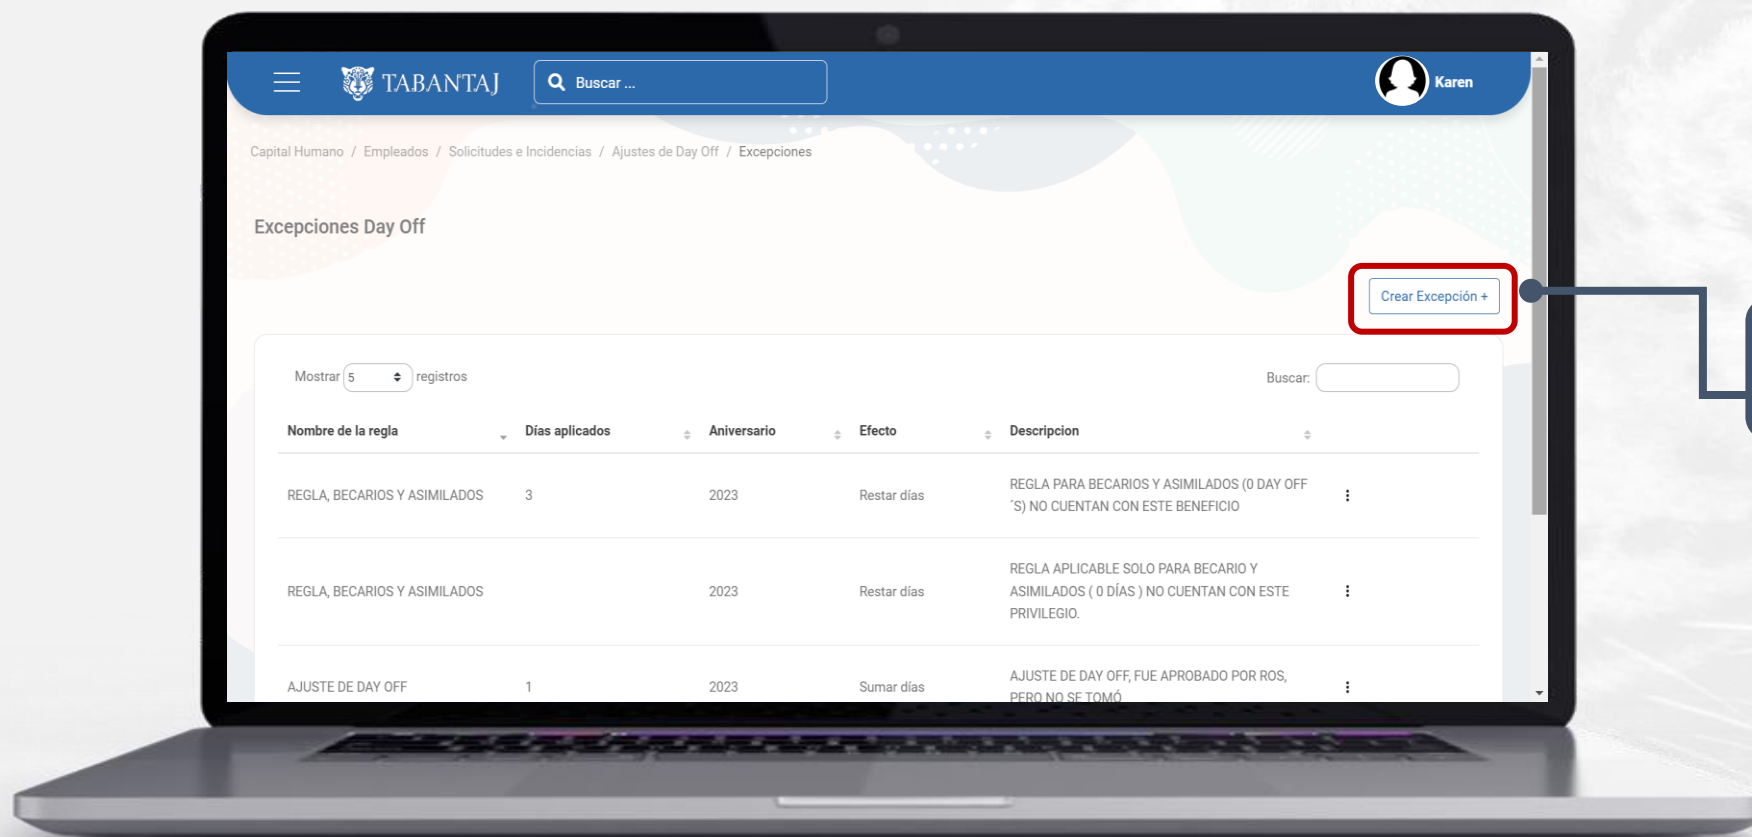 TABANTAJ
Buscar ...
Karen
Capital Humano / Empleados / Solicitudes e Incidencias / Ajustes de Day Off / Excepciones
Excepciones Day Off
Crear Excepción +
Mostrar 5 registros
Buscar:
Nombre de la regla Días aplicados Aniversario Efecto Descripcion
REGLA, BECARIOS Y ASIMILADOS 3 2023 Restar días REGLA PARA BECARIOS Y ASIMILADOS (0 DAY OFF
´S) NO CUENTAN CON ESTE BENEFICIO
REGLA, BECARIOS Y ASIMILADOS 2023 Restar días REGLA APLICABLE SOLO PARA BECARIO Y
ASIMILADOS ( 0 DÍAS ) NO CUENTAN CON ESTE
PRIVILEGIO.
AJUSTE DE DAY OFF 1 2023 Sumar días AJUSTE DE DAY OFF, FUE APROBADO POR ROS,
PERO NO SE TOMÓ